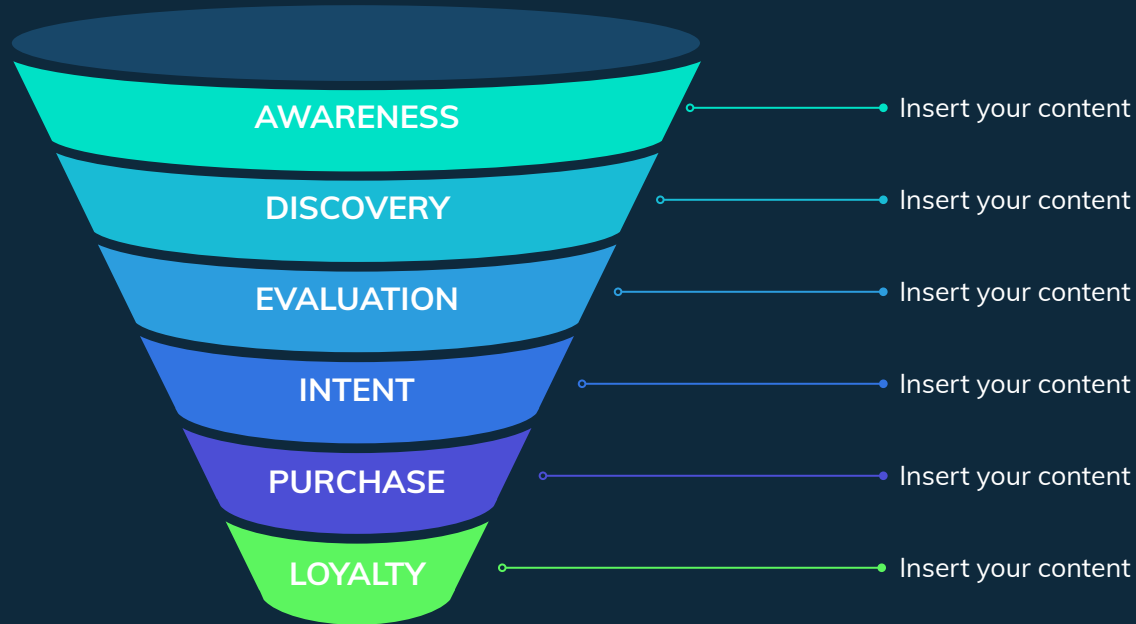 AWARENESS
Insert your content
DISCOVERY
Insert your content
EVALUATION
Insert your content
INTENT
Insert your content
PURCHASE
Insert your content
LOYALTY
Insert your content